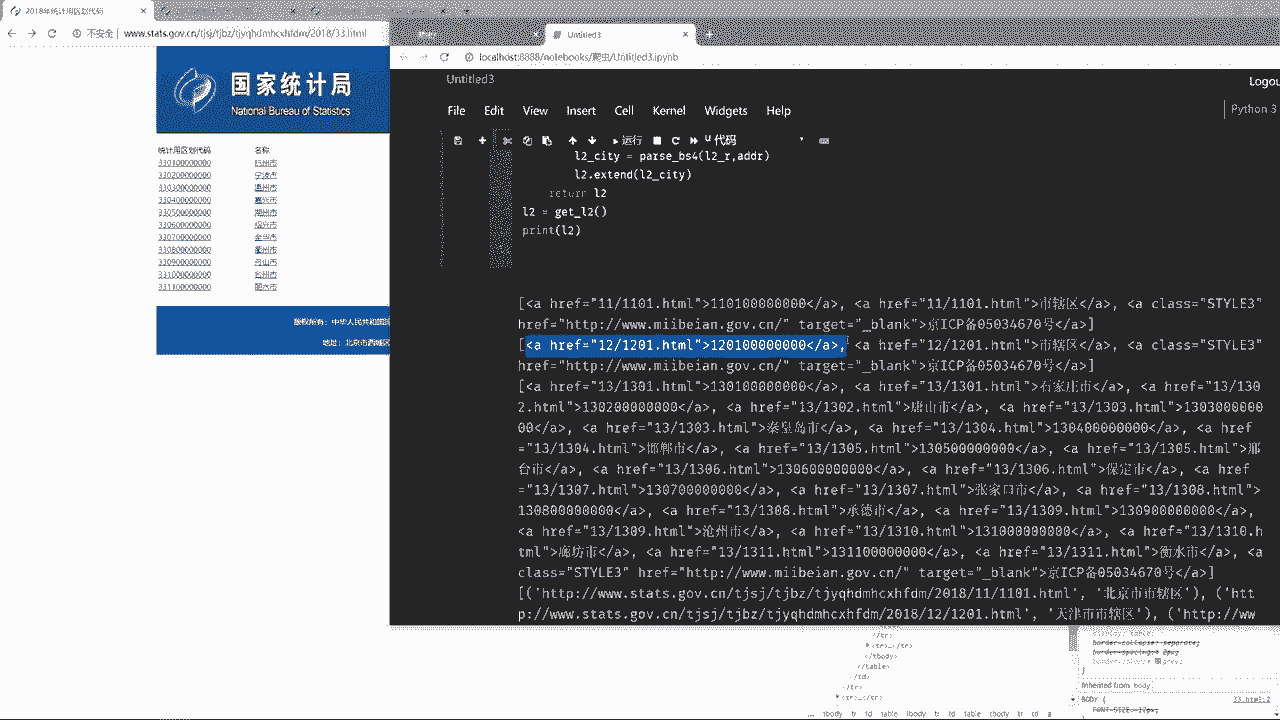 2018年统计用区划代码
不安全 | www.stats.gov.cn/tjsj/tjbz/tjyqhdmhcxhfdm/2018/33.html
国家统计局
National Bureau of Statistics
统计用区划代码 名称
330100000000 杭州市
330200000000 宁波市
330300000000 温州市
330400000000 嘉兴市
330500000000 湖州市
330600000000 绍兴市
330700000000 金华市
330800000000 衢州市
330900000000 舟山市
331000000000 台州市
331100000000 丽水市
版权所有:中华人民共和国
地址:北京市西城区
Untitled3
localhost:8888/notebooks/爬虫/Untitled3.ipynb
Untitled3
Logou
File Edit View Insert Cell Kernel Widgets Help
Python 3
运行 代码
l2_city = parse_bs4(l2_r,addr)
l2.extend(l2_city)
return l2
l2 = get_l2()
print(l2)
[<a href="11/1101.html">110100000000</a>, <a href="11/1101.html">市辖区</a>, <a class="STYLE3"
href="http://www.miibeian.gov.cn/" target="_blank">京ICP备05034670号</a>]
[<a href="12/1201.html">120100000000</a>, <a href="12/1201.html">市辖区</a>, <a class="STYLE3"
href="http://www.miibeian.gov.cn/" target="_blank">京ICP备05034670号</a>]
[<a href="13/1301.html">130100000000</a>, <a href="13/1301.html">石家庄市</a>, <a href="13/130
2.html">130200000000</a>, <a href="13/1302.html">唐山市</a>, <a href="13/1303.html">1303000000
00</a>, <a href="13/1303.html">秦皇岛市</a>, <a href="13/1304.html">130400000000</a>, <a href
="13/1304.html">邯郸市</a>, <a href="13/1305.html">130500000000</a>, <a href="13/1305.html">邢
台市</a>, <a href="13/1306.html">130600000000</a>, <a href="13/1306.html">保定市</a>, <a href
="13/1307.html">130700000000</a>, <a href="13/1307.html">张家口市</a>, <a href="13/1308.html">
130800000000</a>, <a href="13/1308.html">承德市</a>, <a href="13/1309.html">130900000000</a>,
<a href="13/1309.html">沧州市</a>, <a href="13/1310.html">131000000000</a>, <a href="13/1310.h
tml">廊坊市</a>, <a href="13/1311.html">131100000000</a>, <a href="13/1311.html">衡水市</a>, <a
class="STYLE3" href="http://www.miibeian.gov.cn/" target="_blank">京ICP备05034670号</a>]
[('http://www.stats.gov.cn/tjsj/tjbz/tjyqhdmhcxhfdm/2018/11/1101.html', '北京市市辖区'), ('htt
p://www.stats.gov.cn/tjsj/tjbz/tjyqhdmhcxhfdm/2018/12/1201.html', '天津市市辖区'), ('http://ww
</tr>
<tr>…</tr>
</tbody>
</table>
</td>
</tr>
<tr>…</tr>
tbody tr td table tbody tr td table tbody tr td a
border-collapse: separate;
Inherited from body
BODY {
33.html:2
FONT-SIZE: 12px;